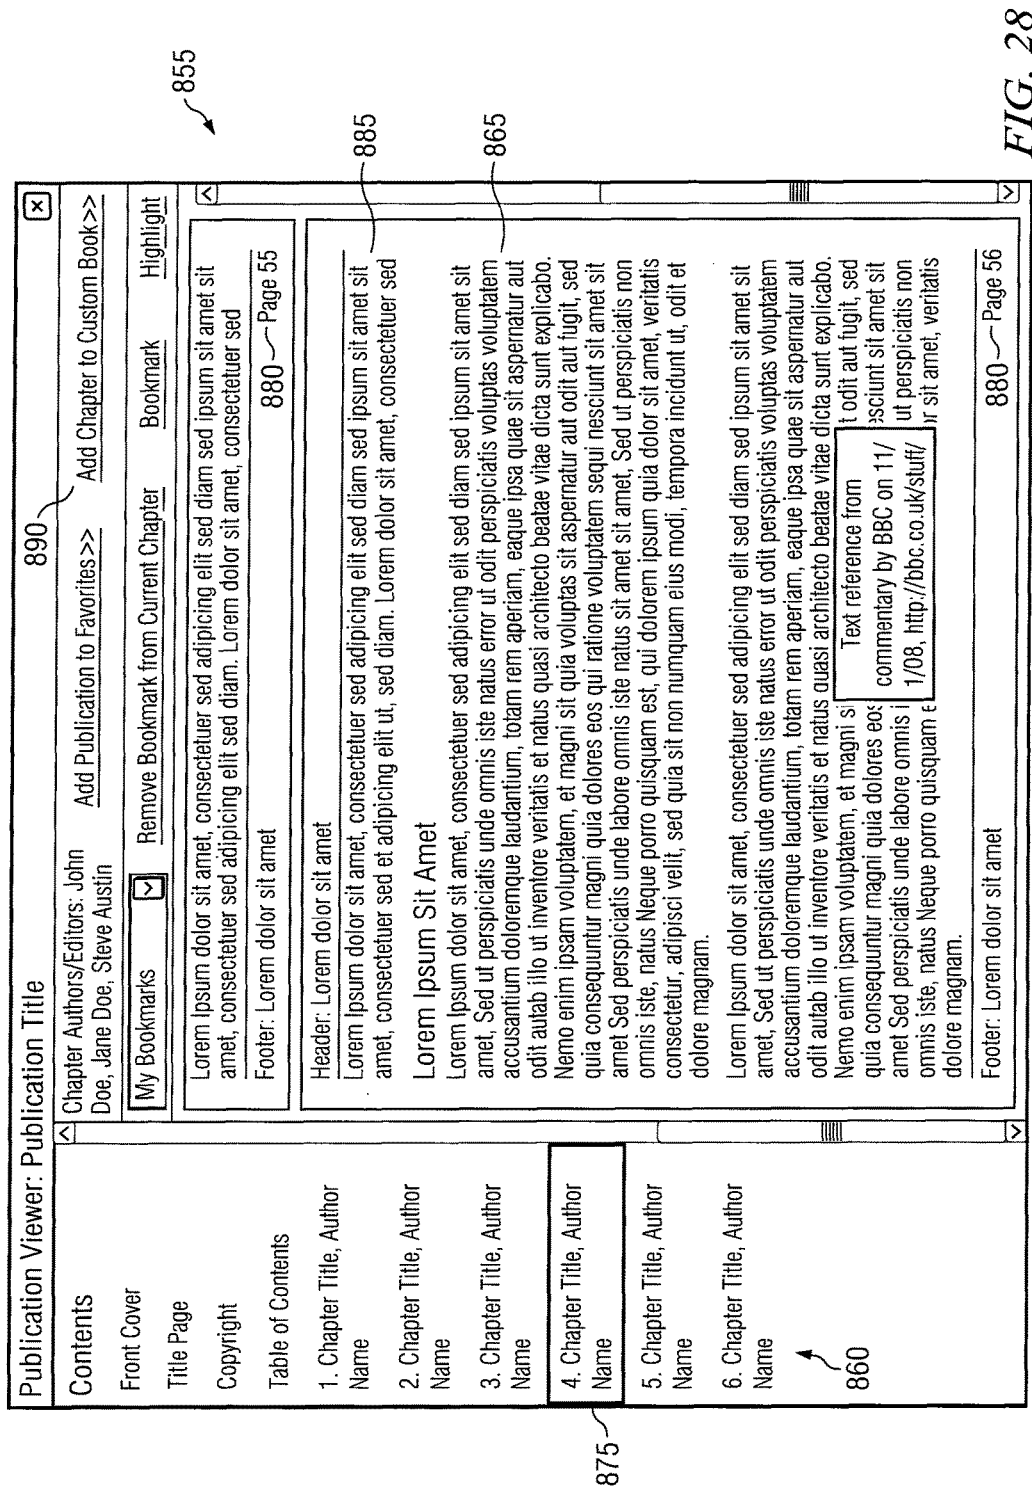 Publication Viewer: Publication Title
×
Contents
Front Cover
Title Page
Copyright
Table of Contents
1. Chapter Title, Author
Name
2. Chapter Title, Author
Name
3. Chapter Title, Author
Name
4. Chapter Title, Author
Name
5. Chapter Title, Author
Name
6. Chapter Title, Author
Name
860
875
890
Chapter Authors/Editors: John
Doe, Jane Doe, Steve Austin
Add Publication to Favorites>>
Add Chapter to Custom Book>>
My Bookmarks
Remove Bookmark from Current Chapter
Bookmark
Highlight
855
Lorem Ipsum dolor sit amet, consectetuer sed adipicing elit sed diam sed ipsum sit amet sit
amet, consectetuer sed adipicing elit sed diam. Lorem dolor sit amet, consectetuer sed
Footer: Lorem dolor sit amet
880
Page 55
Header: Lorem dolor sit amet
Lorem Ipsum dolor sit amet, consectetuer sed adipicing elit sed diam sed ipsum sit amet sit
amet, consectetuer sed et adipicing elit ut, sed diam. Lorem dolor sit amet, consectetuer sed
885
Lorem Ipsum Sit Amet
Lorem Ipsum dolor sit amet, consectetuer sed adipicing elit sed diam sed ipsum sit amet sit
amet, Sed ut perspiciatis unde omnis iste natus error ut odit perspiciatis voluptas voluptatem
accusantium doloremque laudantium, totam rem aperiam, eaque ipsa quae sit aspernatur aut
odit autab illo ut inventore veritatis et natus quasi architecto beatae vitae dicta sunt explicabo.
Nemo enim ipsam voluptatem, et magni sit quia voluptas sit aspernatur aut odit aut fugit, sed
quia consequuntur magni quia dolores eos qui ratione voluptatem sequi nesciunt sit amet sit
amet Sed perspiciatis unde labore omnis iste natus sit amet sit amet, Sed ut perspiciatis non
omnis iste, natus Neque porro quisquam est, qui dolorem ipsum quia dolor sit amet, veritatis
consectetur, adipisci velit, sed quia sit non numquam eius modi, tempora incidunt ut, odit et
dolore magnam.
865
Lorem Ipsum dolor sit amet, consectetuer sed adipicing elit sed diam sed ipsum sit amet sit
amet, Sed ut perspiciatis unde omnis iste natus error ut odit perspiciatis voluptas voluptatem
accusantium doloremque laudantium, totam rem aperiam, eaque ipsa quae sit aspernatur aut
odit autab illo ut inventore veritatis et natus quasi architecto beatae vitae dicta sunt explicabo.
Nemo enim ipsam voluptatem, et magni si t odit aut fugit, sed
quia consequuntur magni quia dolores eos esciunt sit amet sit
amet Sed perspiciatis unde labore omnis i ut perspiciatis non
omnis iste, natus Neque porro quisquam e or sit amet, veritatis
dolore magnam.
Text reference from
commentary by BBC on 11/
1/08, http://bbc.co.uk/stuff/
Footer: Lorem dolor sit amet
880
Page 56
FIG. 28